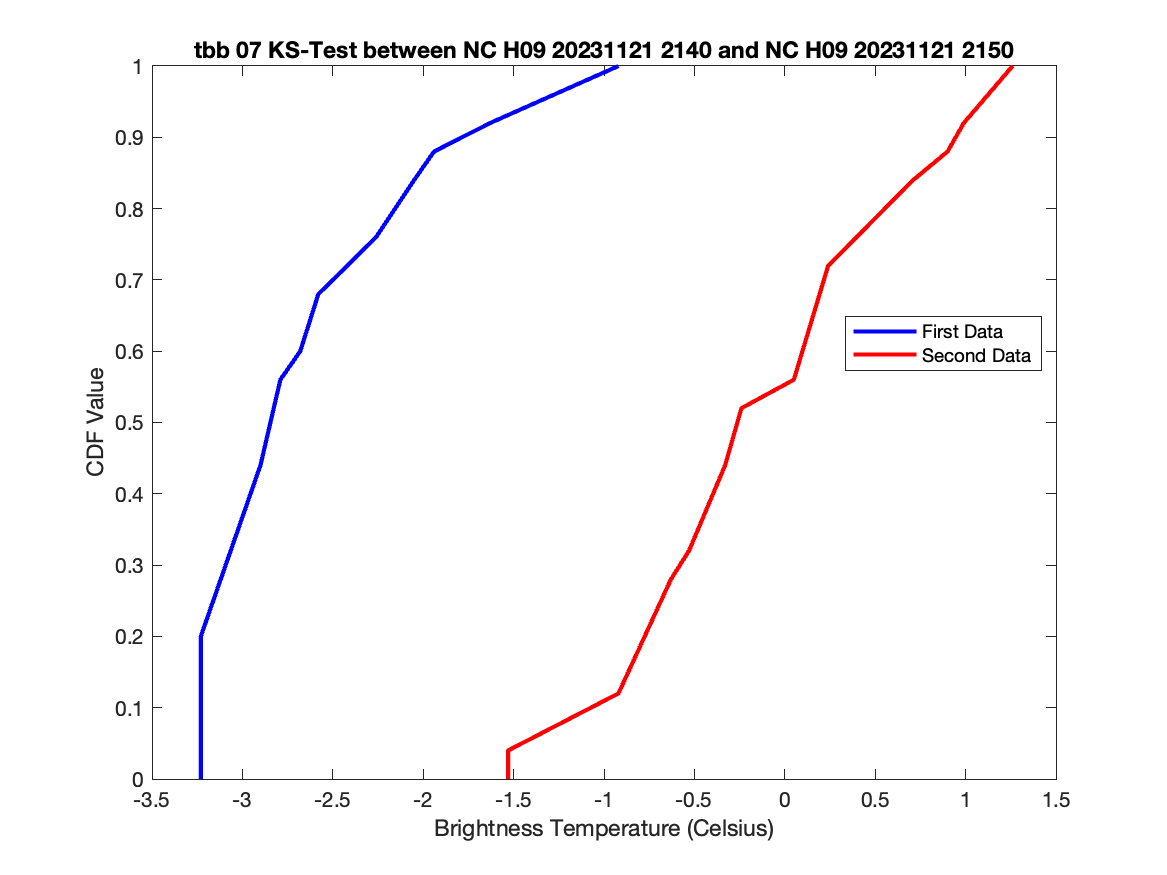 tbb 07 KS-Test between NC H09 20231121 2140 and NC H09 20231121 2150
1
0.9
0.8
0.7
0.6
0.5
0.4
0.3
0.2
0.1
0
CDF Value
First Data
Second Data
-3.5 -3 -2.5 -2 -1.5 -1 -0.5 0 0.5 1 1.5
Brightness Temperature (Celsius)